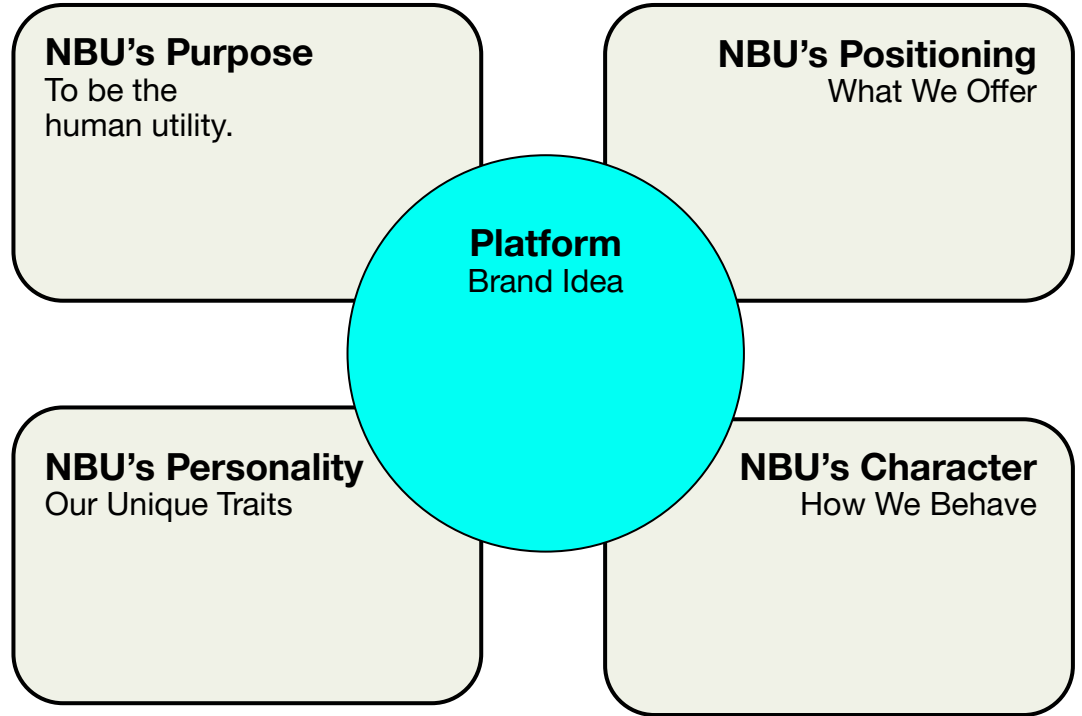 NBU’s Purpose
To be the
human utility.
NBU’s Positioning
What We Offer
Platform
Brand Idea
NBU’s Personality
Our Unique Traits
NBU’s Character
How We Behave